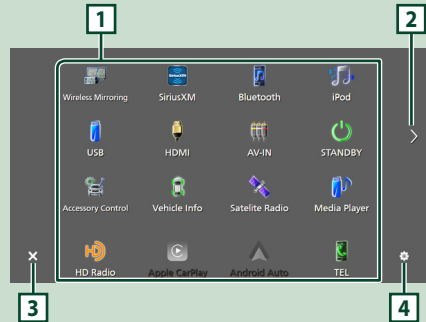 1
2
Wireless Mirroring SiriusXM Bluetooth iPod
USB HDMI AV-IN STANDBY
Accessory Control Vehicle Info Satelite Radio Media Player
HD Radio Apple CarPlay Android Auto TEL
3
4